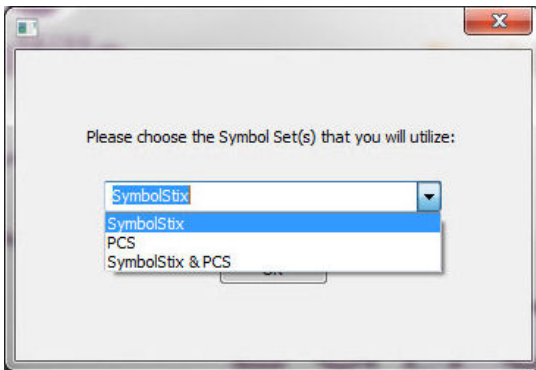 Please choose the Symbol Set(s) that you will utilize:
SymbolStix
SymbolStix
PCS
SymbolStix & PCS